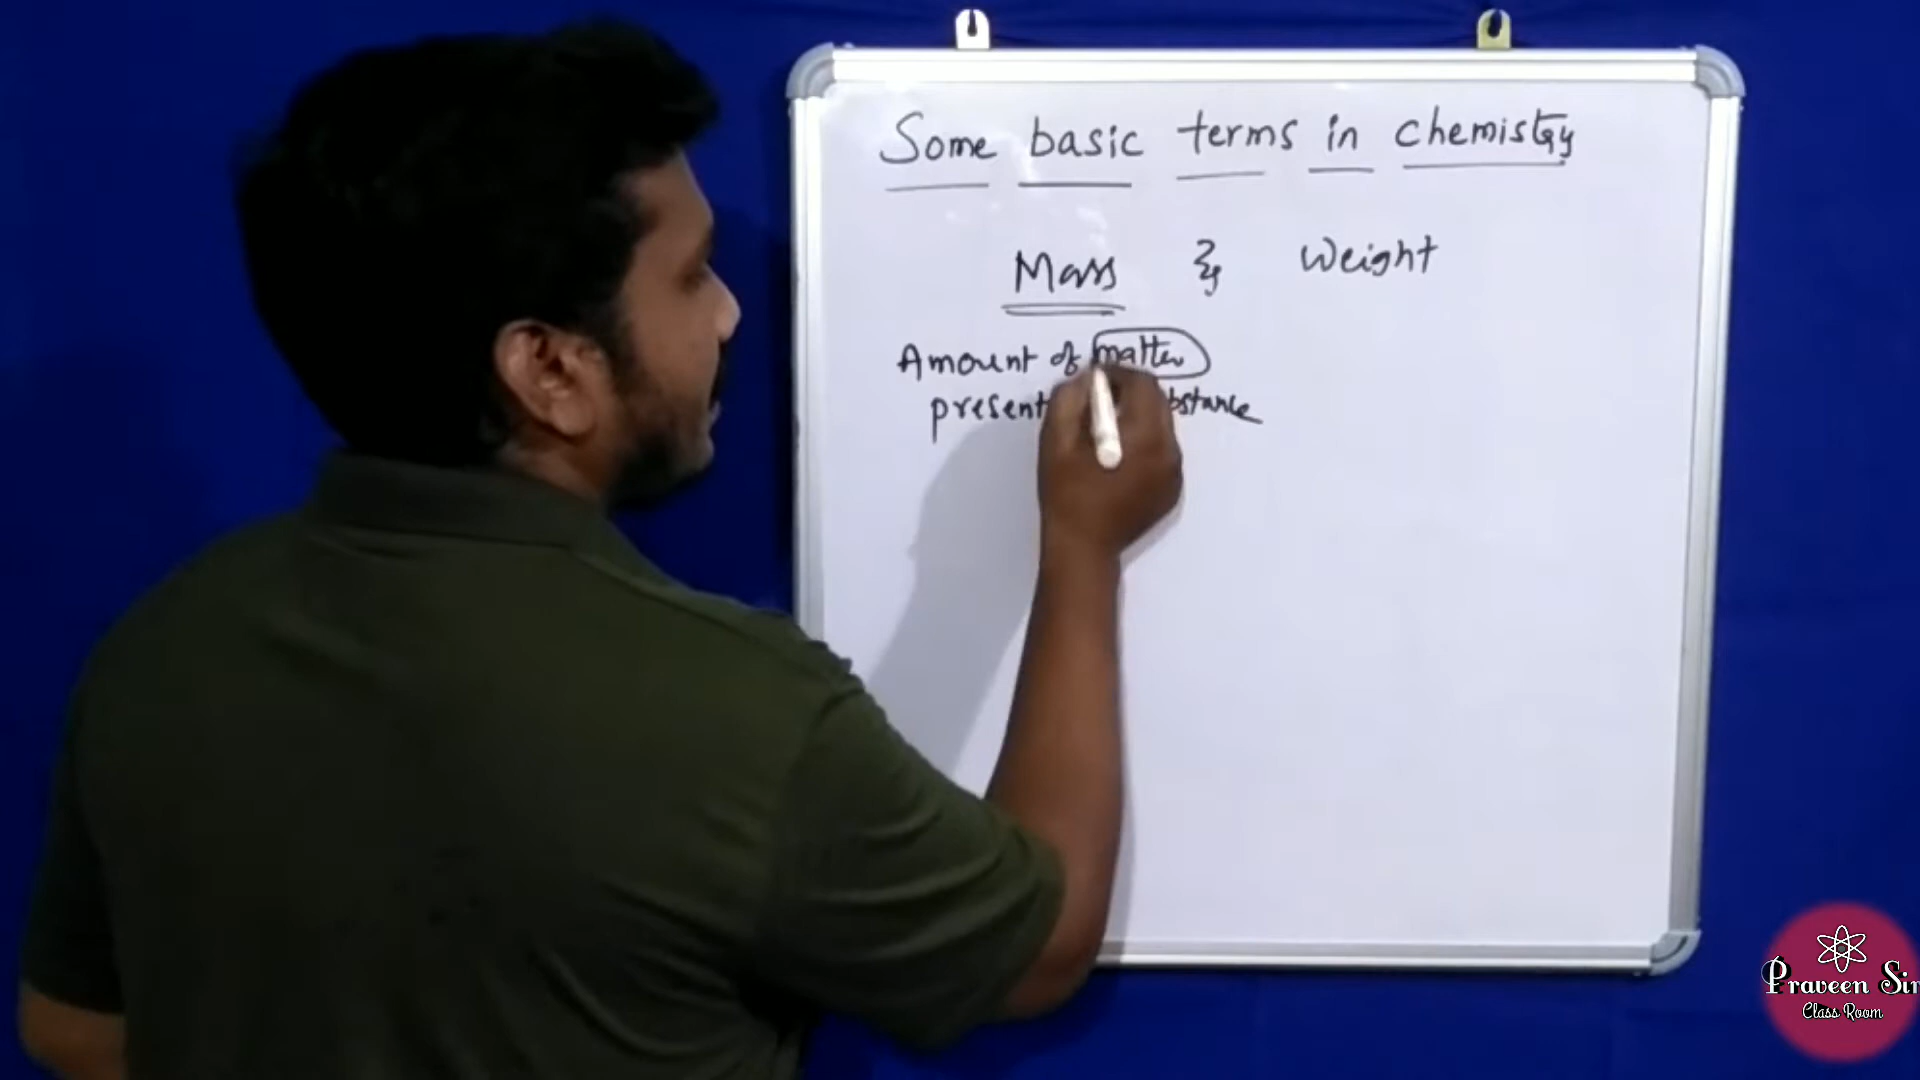 Some basic terms in chemistry
Mass & Weight
Amount of matter
present
Praveen Sir
Class Room